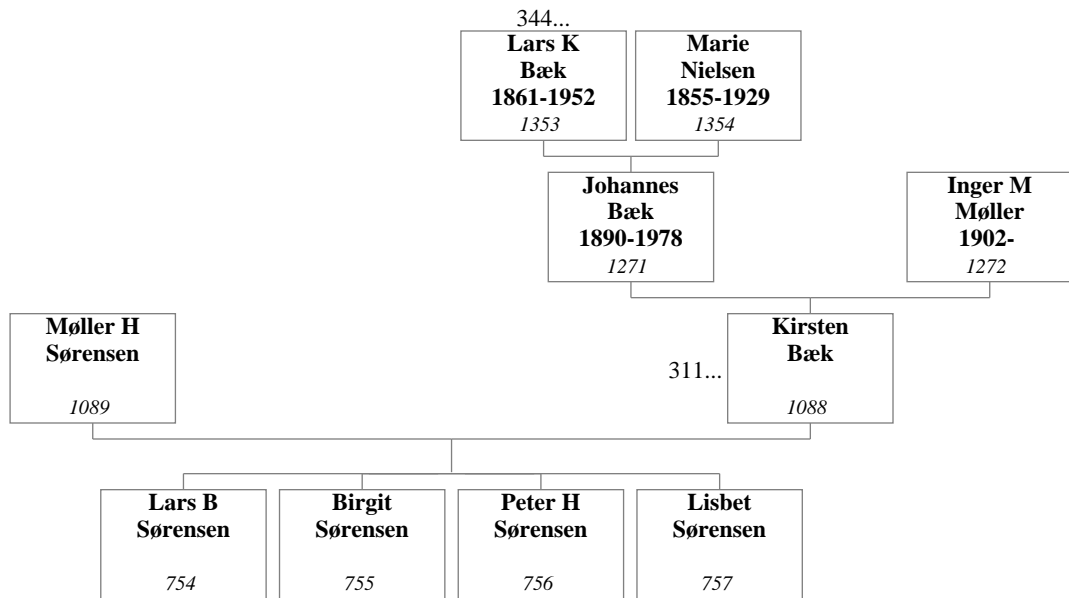 344...
Lars K
Bæk
1861-1952
1353
Marie
Nielsen
1855-1929
1354
Johannes
Bæk
1890-1978
1271
Inger M
Møller
1902-
1272
Møller H
Sørensen
1089
311...
Kirsten
Bæk
1088
Lars B
Sørensen
754
Birgit
Sørensen
755
Peter H
Sørensen
756
Lisbet
Sørensen
757